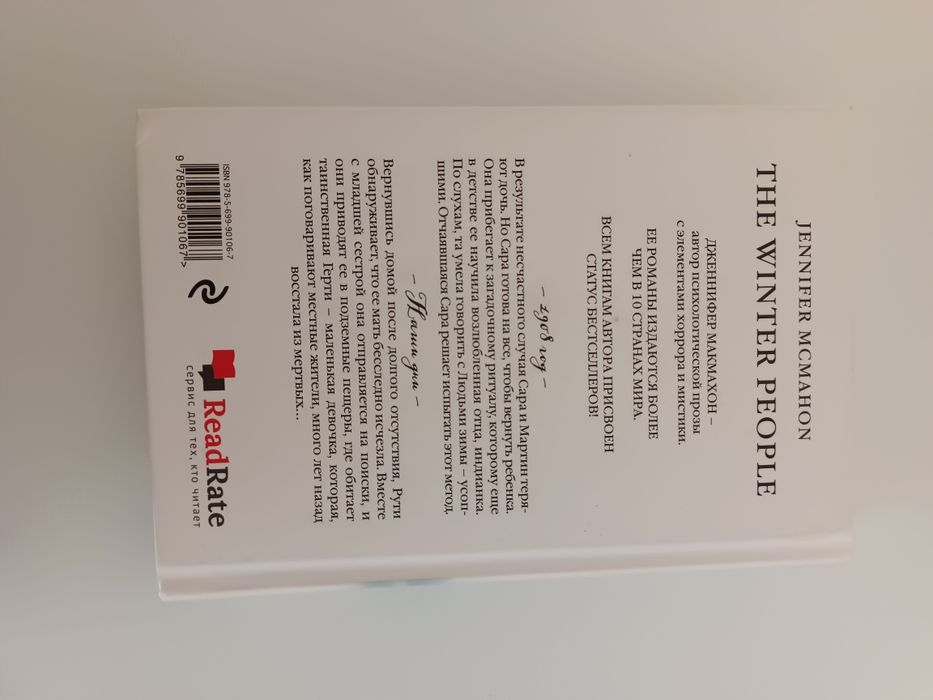 JENNIFER MCMAHON
THE WINTER PEOPLE
ДЖЕННИФЕР МАКМАХОН –
автор психологической прозы
с элементами хоррора и мистики.
ЕЕ РОМАНЫ ИЗДАЮТСЯ БОЛЕЕ
ЧЕМ В 10 СТРАНАХ МИРА.
ВСЕМ КНИГАМ АВТОРА ПРИСВОЕН
СТАТУС БЕСТСЕЛЛЕРОВ!
– 1908 год –
В результате несчастного случая Сара и Мартин теря-
ют дочь. Но Сара готова на все, чтобы вернуть ребенка.
Она прибегает к загадочному ритуалу, которому еще
в детстве ее научила возлюбленная отца, индианка.
По слухам, та умела говорить с Людьми зимы – усоп-
шими. Отчаявшаяся Сара решает испытать этот метод.
– Наши дни –
Вернувшись домой после долгого отсутствия, Рути
обнаруживает, что ее мать бесследно исчезла. Вместе
с младшей сестрой она отправляется на поиски, и
они приводят ее в подземные пещеры, где обитает
таинственная Герти – маленькая девочка, которая,
как поговаривают местные жители, много лет назад
восстала из мертвых...
ISBN 978-5-699-90106-7
9 785699 901067 >
ReadRate
сервис для тех, кто читает